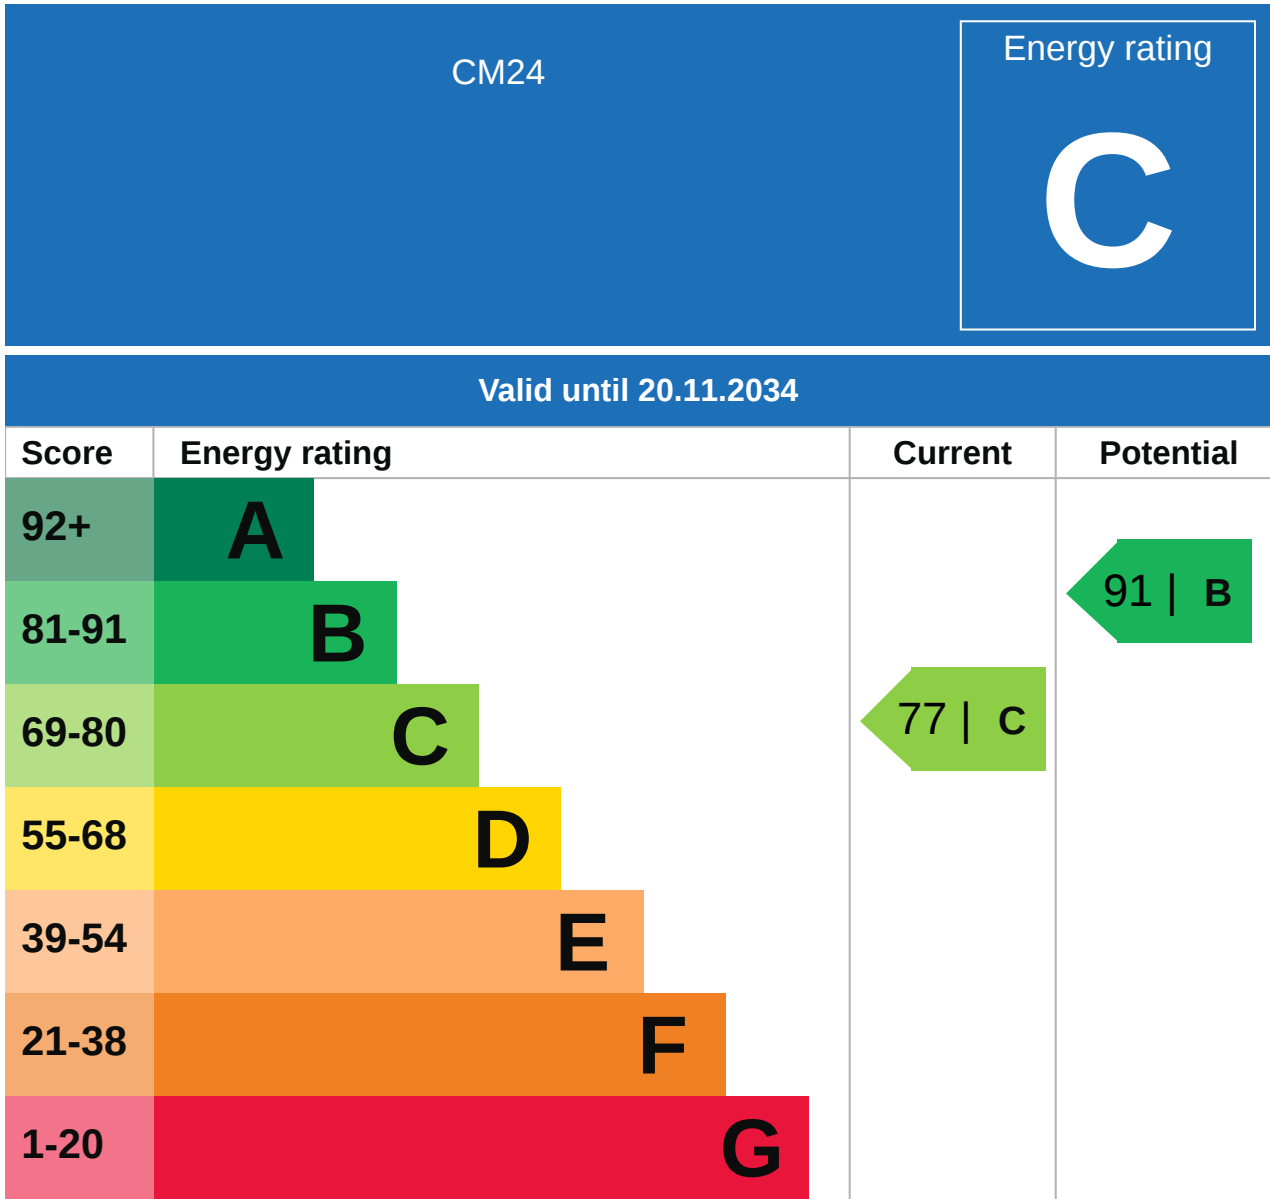 CM24
Energy rating
C
Valid until 20.11.2034
Score Energy rating Current Potential
92+ A
91 | B
81-91 B
69-80 C
77 | C
55-68 D
39-54 E
21-38 F
1-20 G